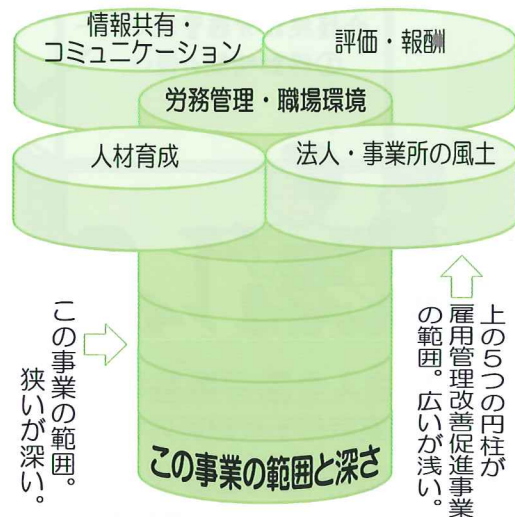 情報共有・
コミュニケーション
評価・報酬
労務管理・職場環境
人材育成
法人・事業所の風土
上の5つの円柱が
雇用管理改善促進事業
の範囲。広いが浅い。
この事業の範囲。
狭いが深い。
この事業の範囲と深さ